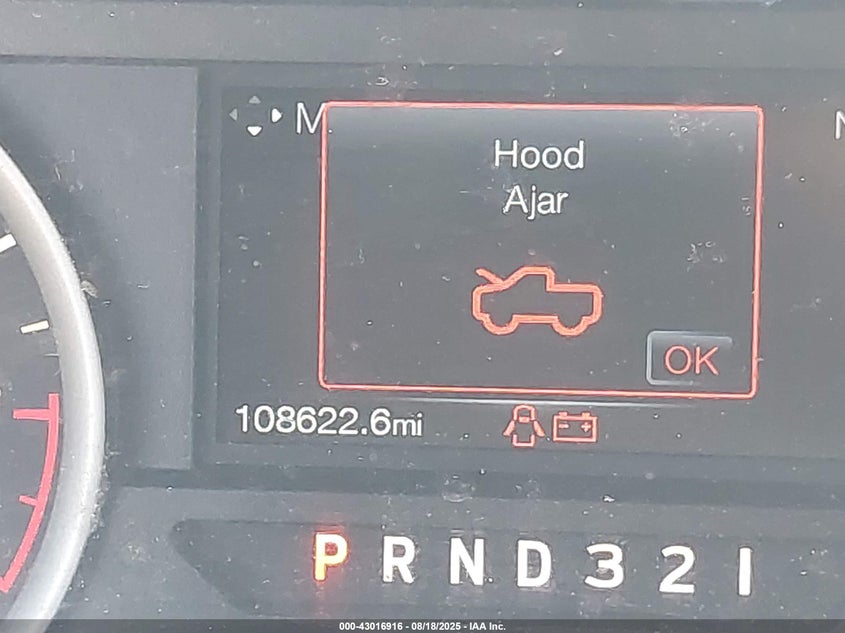 M
Hood
Ajar
OK
108622.6mi
P R N D 3 2 1
000-43016916 - 08/18/2025 - IAA Inc.